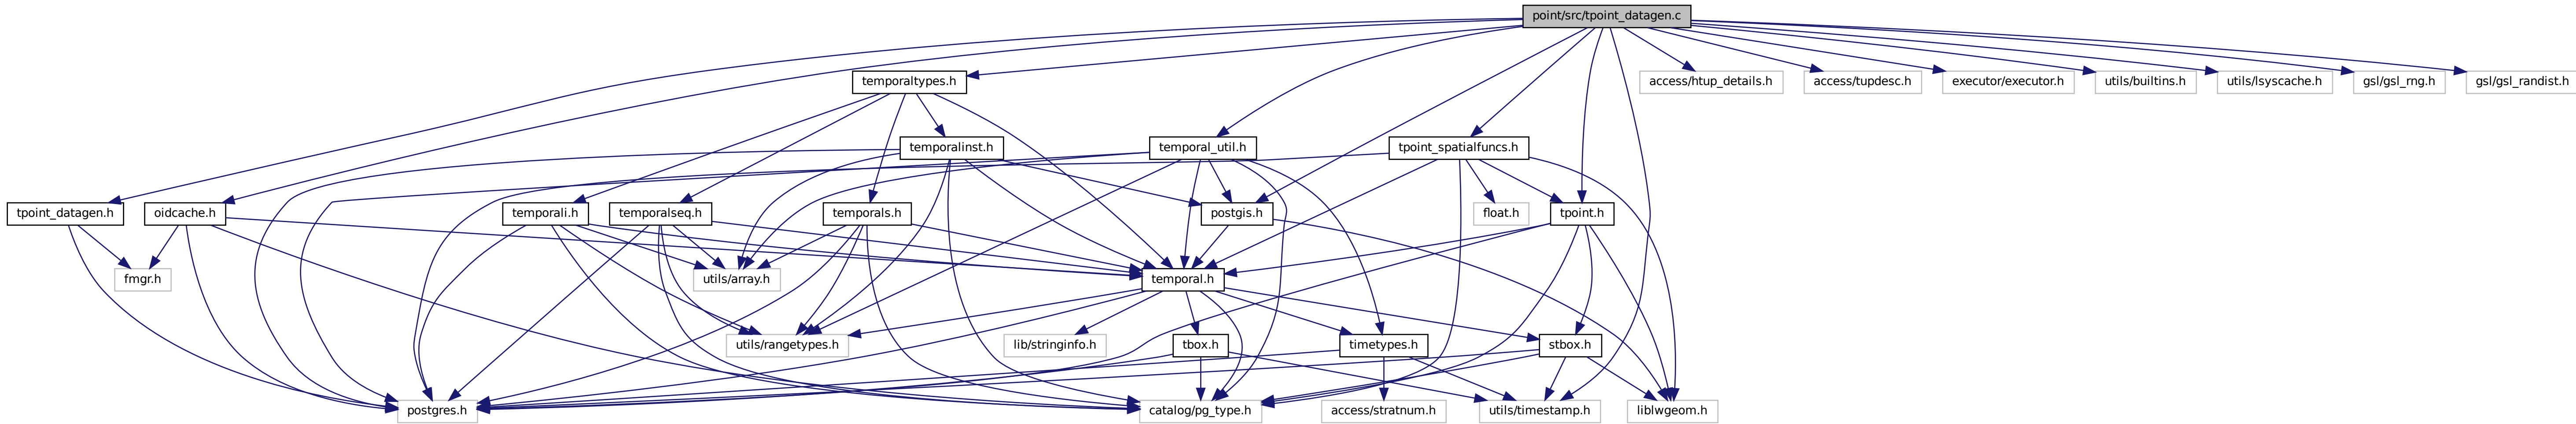 point/src/tpoint_datagen.c
temporaltypes.h
access/htup_details.h
access/tupdesc.h
executor/executor.h
utils/builtins.h
utils/lsyscache.h
gsl/gsl_rng.h
gsl/gsl_randist.h
temporalinst.h
temporal_util.h
tpoint_spatialfuncs.h
tpoint_datagen.h
oidcache.h
temporali.h
temporalseq.h
temporals.h
postgis.h
float.h
tpoint.h
fmgr.h
utils/array.h
temporal.h
utils/rangetypes.h
lib/stringinfo.h
tbox.h
timetypes.h
stbox.h
postgres.h
catalog/pg_type.h
access/stratnum.h
utils/timestamp.h
liblwgeom.h